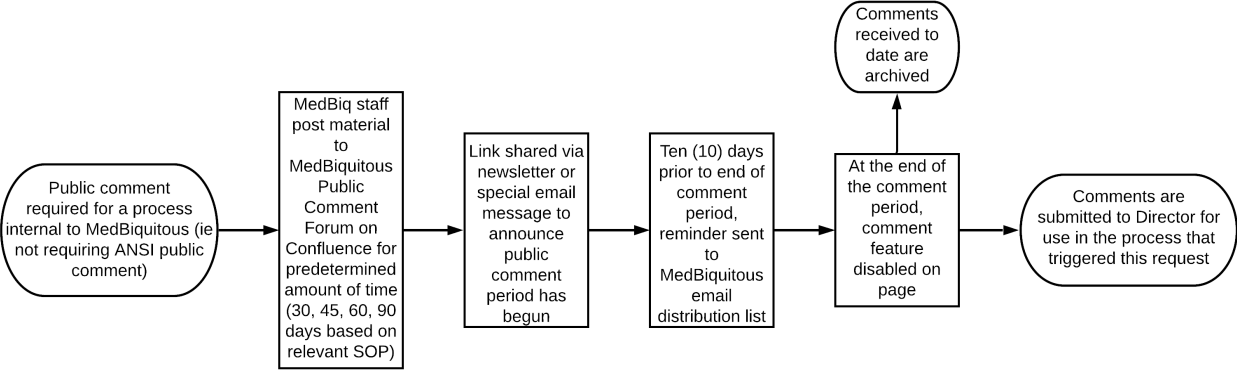 Public comment
required for a process
internal to MedBiquitous (ie
not requiring ANSI public
comment)
MedBiq staff
post material
to
MedBiquitous
Public
Comment
Forum on
Confluence for
predetermined
amount of time
(30, 45, 60, 90
days based on
relevant SOP)
Link shared via
newsletter or
special email
message to
announce
public
comment
period has
begun
Ten (10) days
prior to end of
comment
period,
reminder sent
to
MedBiquitous
email
distribution list
At the end of
the comment
period,
comment
feature
disabled on
page
Comments
received to
date are
archived
Comments are
submitted to Director for
use in the process that
triggered this request